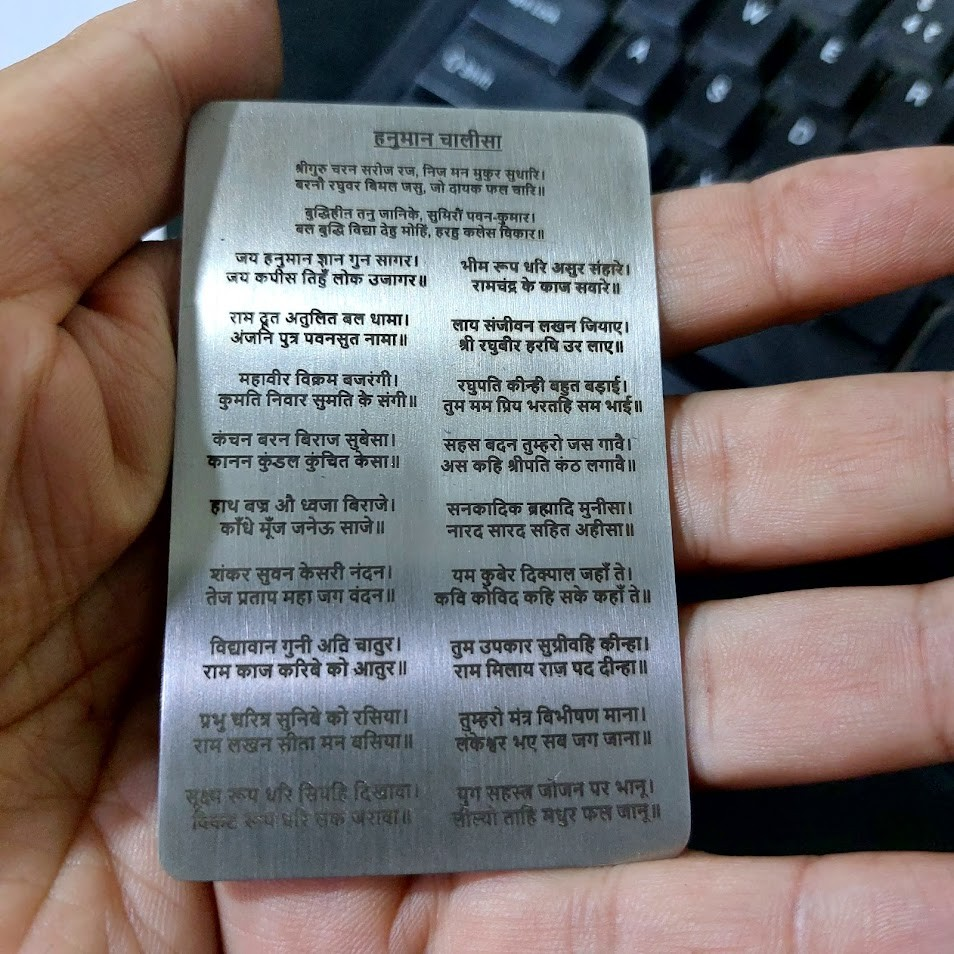 हनुमान चालीसा
श्रीगुरु चरन सरोज रज, निज मन मुकुर सुधारि।
बरनौ रघुवर बिमल जसु, जो दायक फल चारि॥
बुद्धिहीन तनु जानिके, सुमिरौं पवन-कुमार।
बल बुद्धि विद्या देहु मोहिं, हरहु कलेस विकार॥
जय हनुमान ज्ञान गुन सागर।
जय कपीस तिहुँ लोक उजागर॥
राम दूत अतुलित बल धामा।
अंजनि पुत्र पवनसुत नामा॥
महावीर विक्रम बजरंगी।
कुमति निवार सुमति के संगी॥
कंचन बरन बिराज सुबेसा।
कानन कुंडल कुंचित केसा॥
हाथ बज्र औ ध्वजा बिराजे।
काँधे मूँज जनेऊ साजे॥
शंकर सुवन केसरी नंदन।
तेज प्रताप महा जग वंदन॥
विद्यावान गुनी अति चातुर।
राम काज करिबे को आतुर॥
प्रभु चरित्र सुनिबे को रसिया।
राम लखन सीता मन बसिया॥
सूक्ष्म रूप धरि सियहि दिखावा।
विकट रूप धरि लंक जरावा॥
भीम रूप धरि असुर संहारे।
रामचंद्र के काज सवारे॥
लाय संजीवन लखन जियाए।
श्री रघुबीर हरषि उर लाए॥
रघुपति कीन्ही बहुत बड़ाई।
तुम मम प्रिय भरतहि सम भाई॥
सहस बदन तुम्हरो जस गावै।
अस कहि श्रीपति कंठ लगावै॥
सनकादिक ब्रह्मादि मुनीसा।
नारद सारद सहित अहीसा॥
यम कुबेर दिक्पाल जहाँ ते।
कवि कोविद कहि सके कहाँ ते॥
तुम उपकार सुग्रीवहि कीन्हा।
राम मिलाय राज पद दीन्हा॥
तुम्हरो मंत्र बिभीषण माना।
लंकेश्वर भए सब जग जाना॥
युग सहस्त्र जोजन पर भानू।
लील्यो ताहि मधुर फल जानू॥
W
E
R
A
S
D